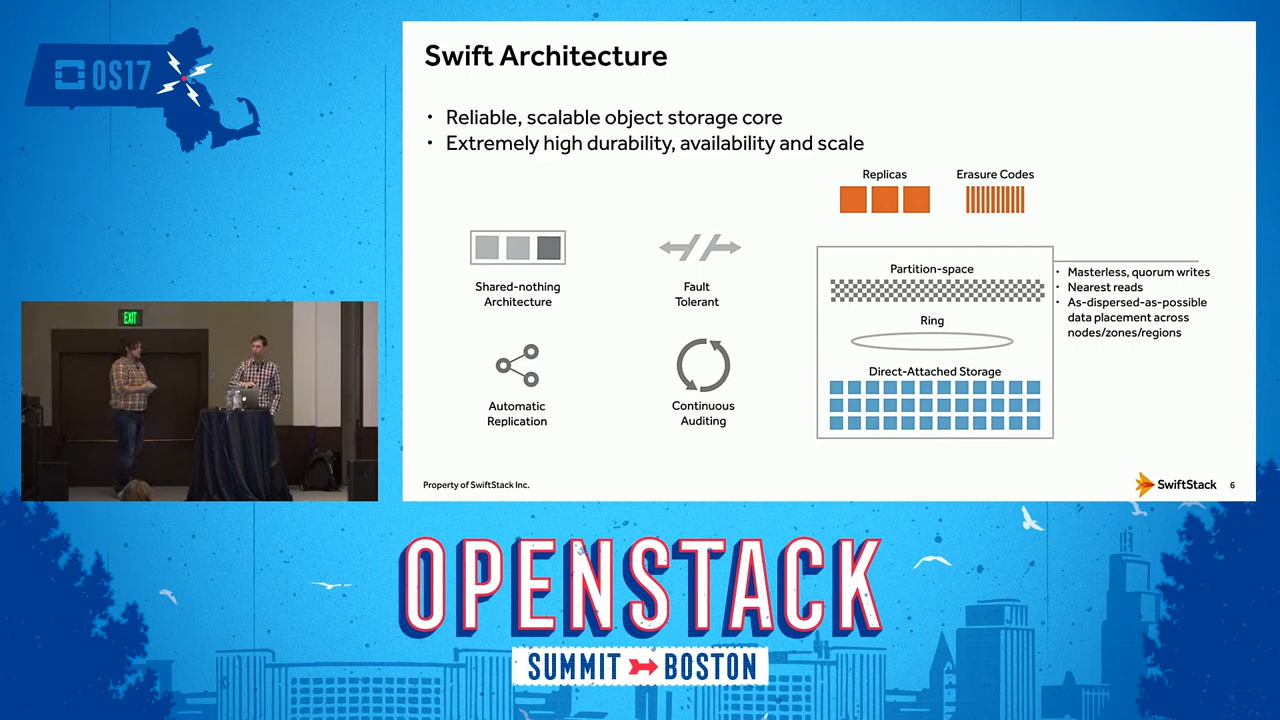 OS17
Swift Architecture
• Reliable, scalable object storage core
• Extremely high durability, availability and scale
Replicas
Erasure Codes
Shared-nothing
Architecture
Fault
Tolerant
Automatic
Replication
Continuous
Auditing
Partition-space
Ring
Direct-Attached Storage
• Masterless, quorum writes
• Nearest reads
• As-dispersed-as-possible
data placement across
nodes/zones/regions
Property of SwiftStack Inc.
SwiftStack
6
EXIT
OPENSTACK
SUMMIT BOSTON